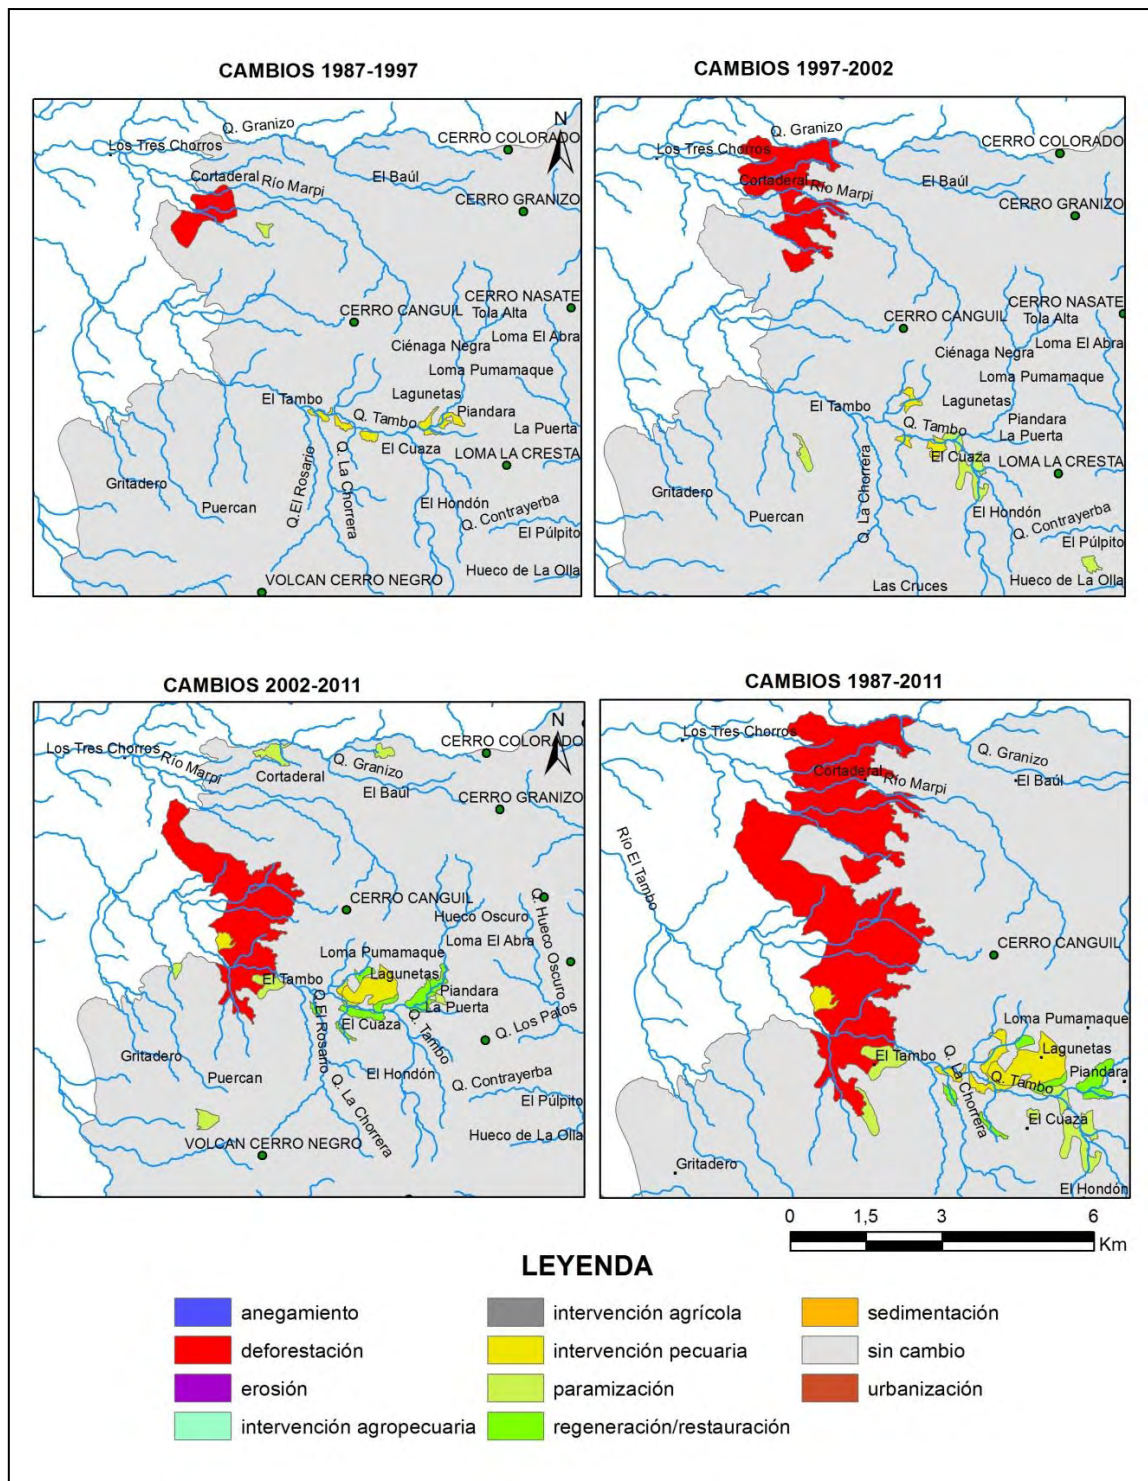 CAMBIOS 1987-1997
N
Q. Granizo
Los Tres Chorros
CERRO COLORADO
Cortaderal
Río Marpi
El Baúl
CERRO GRANIZO
CERRO NASATE
CERRO CANGUIL
Tola Alta
Ciénaga Negra
Loma El Abra
Loma Pumamaque
El Tambo
Lagunetas
Q. Tambo
Piandara
La Puerta
El Cuaza
LOMA LA CRESTA
Q.El Rosario
Q. La Chorrera
Gritadero
Puercan
El Hondón
Q. Contrayerba
El Púlpito
Hueco de La Olla
VOLCAN CERRO NEGRO
CAMBIOS 1997-2002
Q. Granizo
Los Tres Chorros
CERRO COLORADO
Cortaderal
Río Marpi
El Baúl
CERRO GRANIZO
CERRO NASATE
CERRO CANGUIL
Tola Alta
Ciénaga Negra
Loma El Abra
Loma Pumamaque
El Tambo
Lagunetas
Q. Tambo
Piandara
La Puerta
El Cuaza
LOMA LA CRESTA
Q. La Chorrera
Gritadero
Puercan
El Hondón
Q. Contrayerba
El Púlpito
Hueco de La Olla
Las Cruces
CAMBIOS 2002-2011
N
Los Tres Chorros
CERRO COLORADO
Río Marpi
Q. Granizo
Cortaderal
El Baúl
CERRO GRANIZO
CERRO CANGUIL
Hueco Oscuro
Q. Hueco Oscuro
Loma El Abra
Loma Pumamaque
El Tambo
Lagunetas
Piandara
La Puerta
Q. El Rosario
El Cuaza
Q. Tambo
Q. Los Patos
Gritadero
Puercan
El Hondón
Q. La Chorrera
Q. Contrayerba
El Púlpito
Hueco de La Olla
VOLCAN CERRO NEGRO
CAMBIOS 1987-2011
Los Tres Chorros
Q. Granizo
Cortaderal
Río Marpi
El Baúl
Río El Tambo
CERRO CANGUIL
Loma Pumamaque
El Tambo
Lagunetas
Q. La Chorrera
Q. Tambo
Piandara
El Cuaza
Gritadero
El Hondón
0 1,5 3 6
Km
LEYENDA
anegamiento
deforestación
erosión
intervención agropecuaria
intervención agrícola
intervención pecuaria
paramización
regeneración/restauración
sedimentación
sin cambio
urbanización